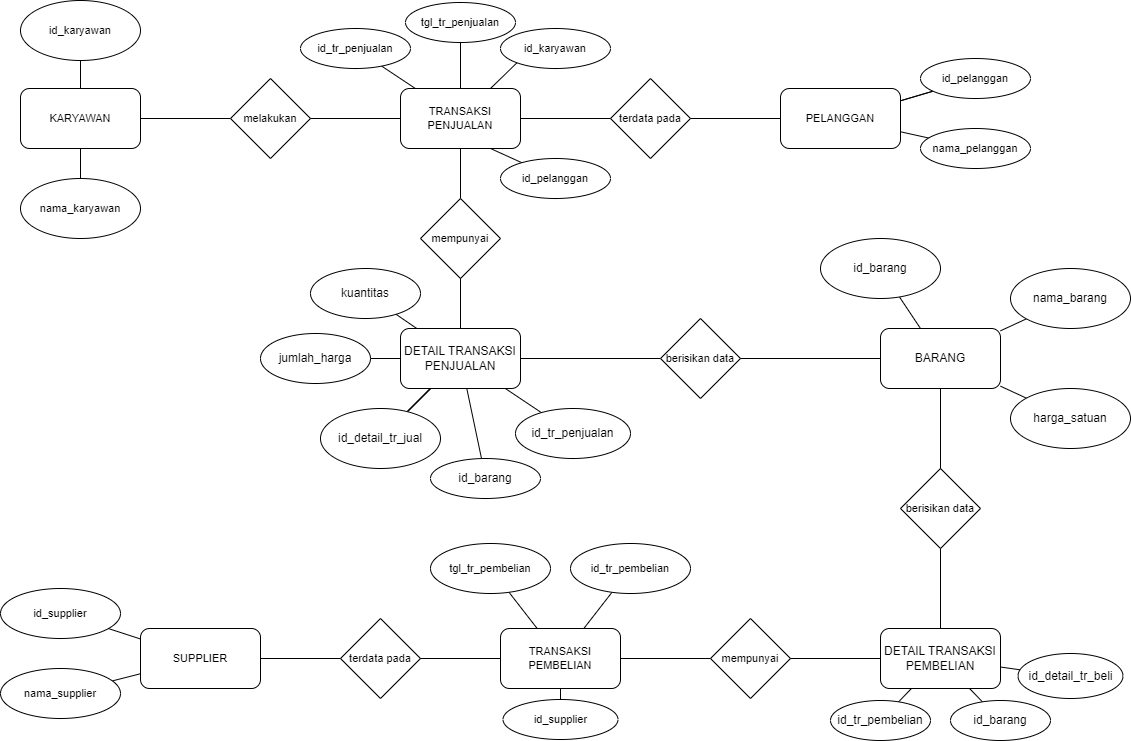 tgl_tr_penjualan
id_karyawan
id_tr_penjualan
id_karyawan
id_pelanggan
KARYAWAN
melakukan
TRANSAKSI
PENJUALAN
terdata pada
PELANGGAN
nama_pelanggan
id_pelanggan
nama_karyawan
mempunyai
id_barang
kuantitas
nama_barang
jumlah_harga
DETAIL TRANSAKSI
PENJUALAN
berisikan data
BARANG
harga_satuan
id_detail_tr_jual
id_tr_penjualan
id_barang
berisikan data
tgl_tr_pembelian
id_tr_pembelian
id_supplier
SUPPLIER
terdata pada
TRANSAKSI
PEMBELIAN
mempunyai
DETAIL TRANSAKSI
PEMBELIAN
id_detail_tr_beli
nama_supplier
id_supplier
id_tr_pembelian
id_barang